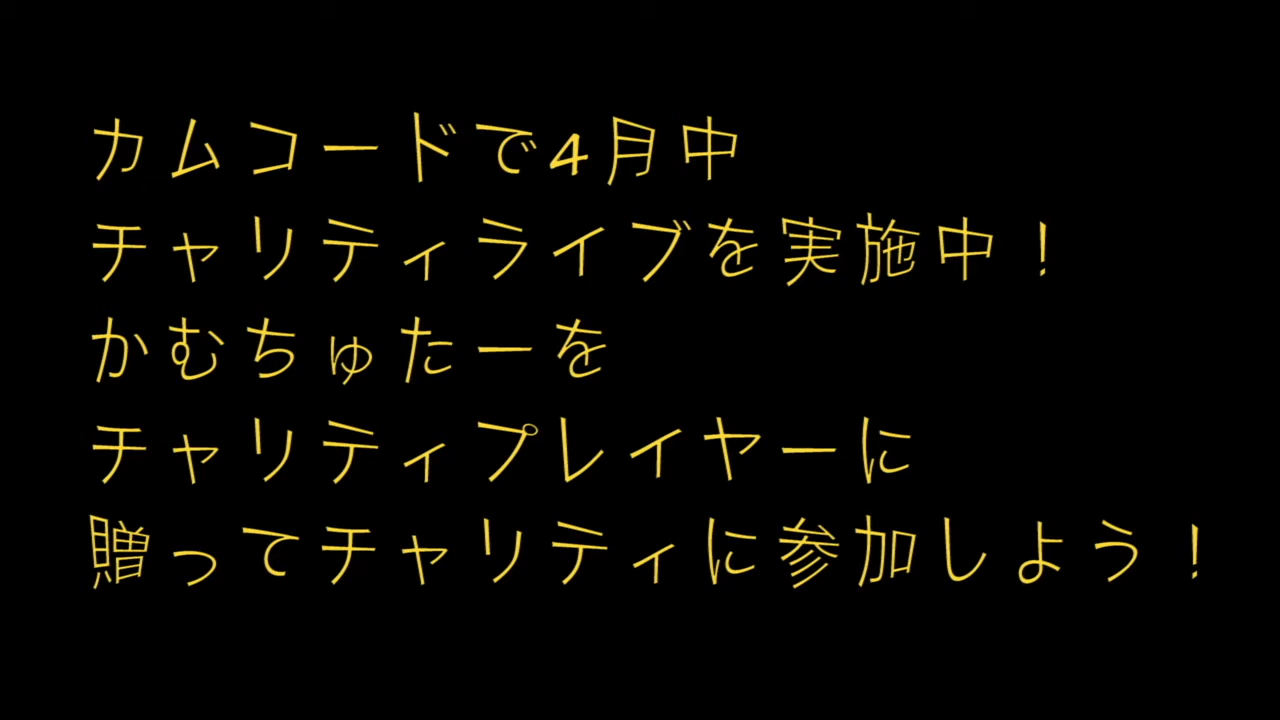 カムコードで4月中
チャリティライブを実施中！
かむちゅたーを
チャリティプレイヤーに
贈ってチャリティに参加しよう！